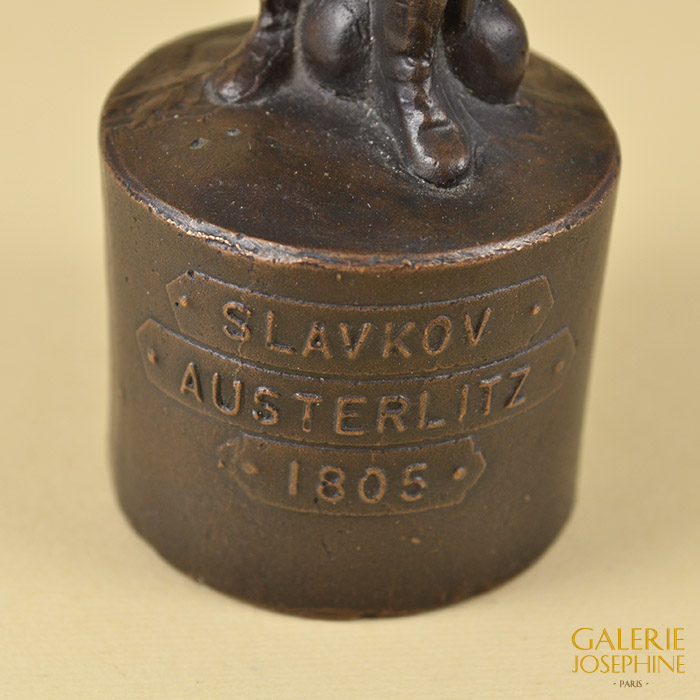 SLAVKOV
AUSTERLITZ
1805
GALERIE
JOSEPHINE
- PARIS -